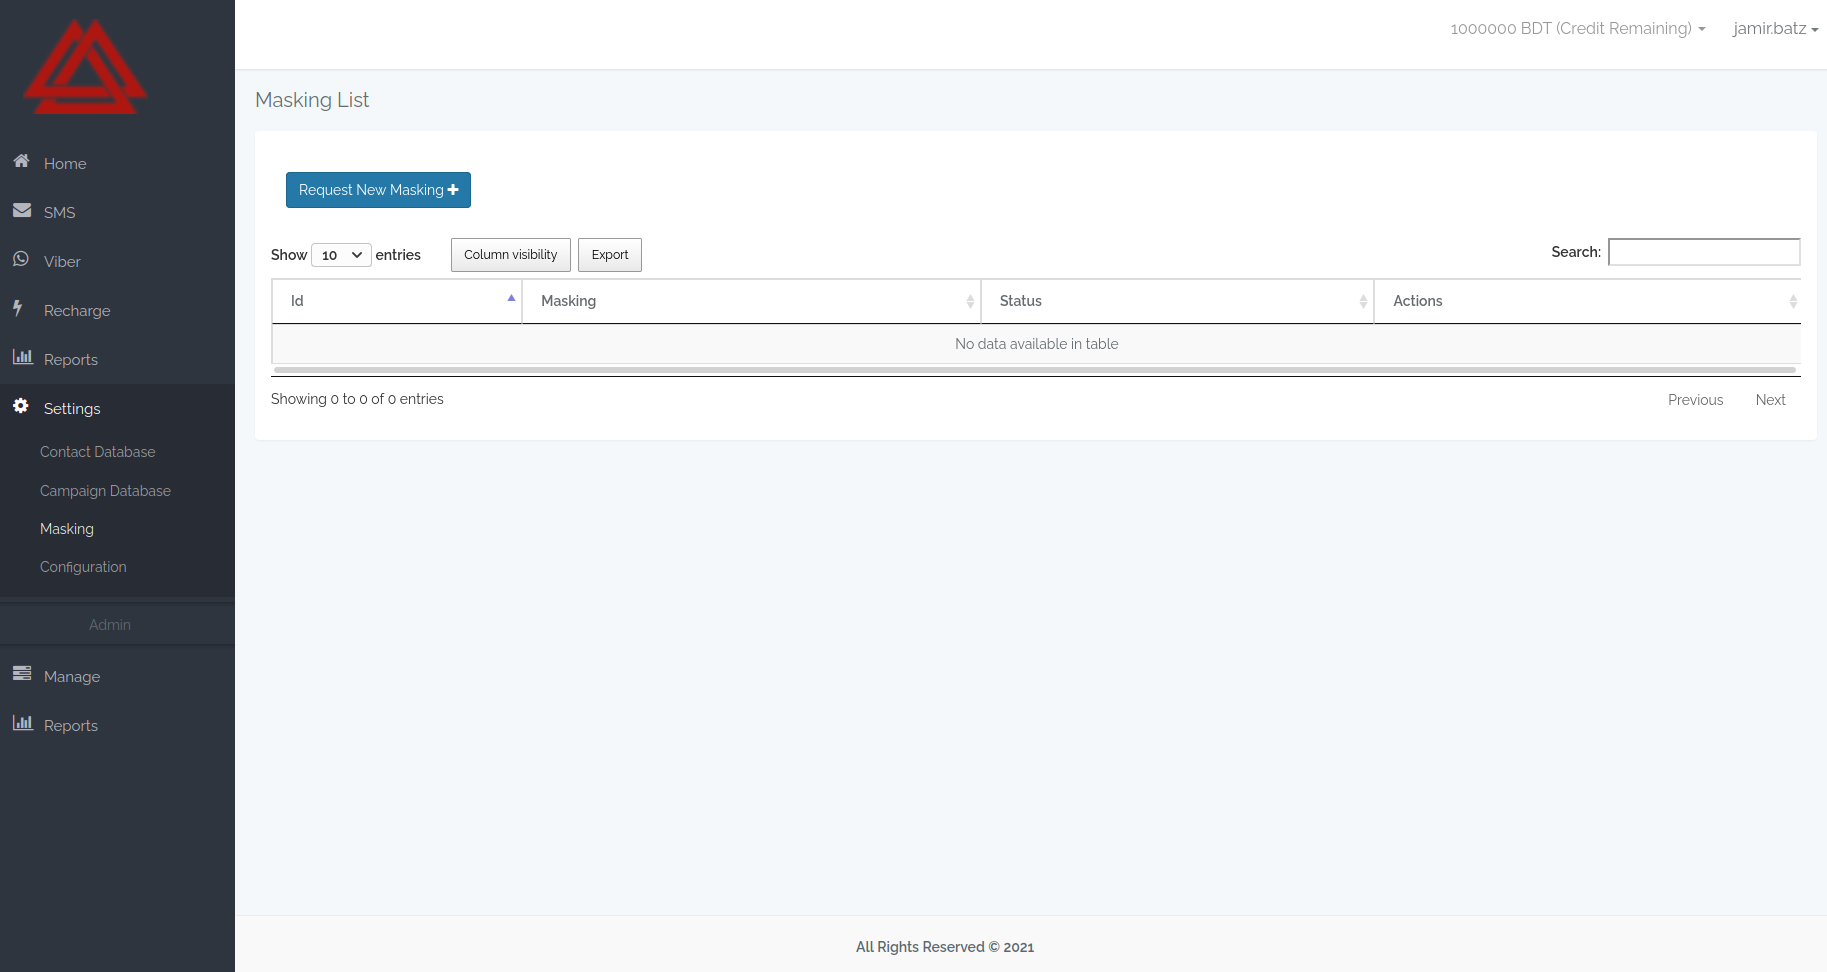 1000000 BDT (Credit Remaining)
jamir.batz
Home
SMS
Viber
Recharge
Reports
Settings
Contact Database
Campaign Database
Masking
Configuration
Admin
Manage
Reports
Masking List
Request New Masking
Show 10 entries
Column visibility
Export
Search:
Id
Masking
Status
Actions
No data available in table
Showing 0 to 0 of 0 entries
Previous
Next
All Rights Reserved © 2021